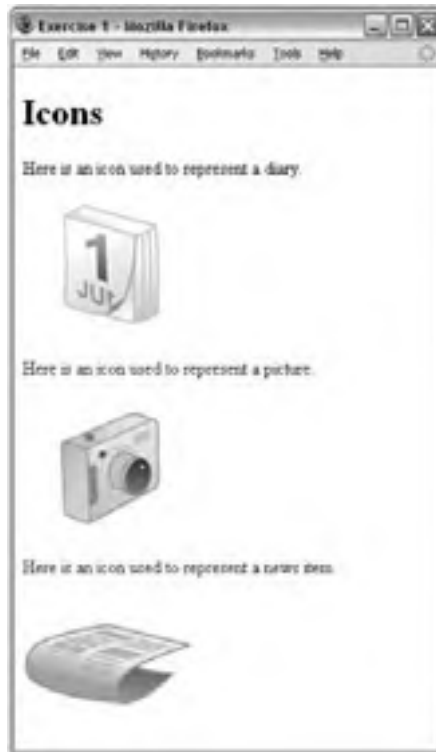 Exercise 1 - Mozilla Firefox
File Edit View History Bookmarks Tools Help
Icons
Here is an icon used to represent a diary.
1
JUL
Here is an icon used to represent a picture.
Here is an icon used to represent a news item.